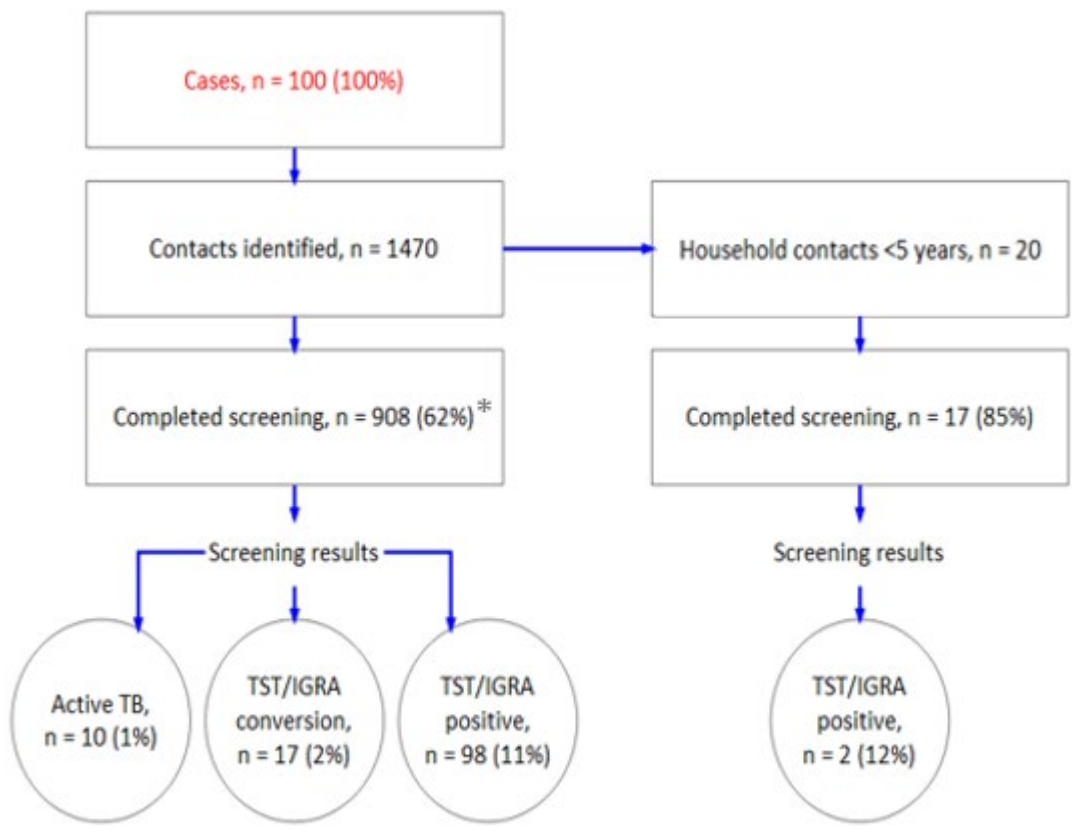 Cases, n = 100 (100%)
Contacts identified, n = 1470
Household contacts <5 years, n = 20
Completed screening, n = 908 (62%)*
Completed screening, n = 17 (85%)
Screening results
Screening results
Active TB,
n = 10 (1%)
TST/IGRA
conversion,
n = 17 (2%)
TST/IGRA
positive,
n = 98 (11%)
TST/IGRA
positive,
n = 2 (12%)